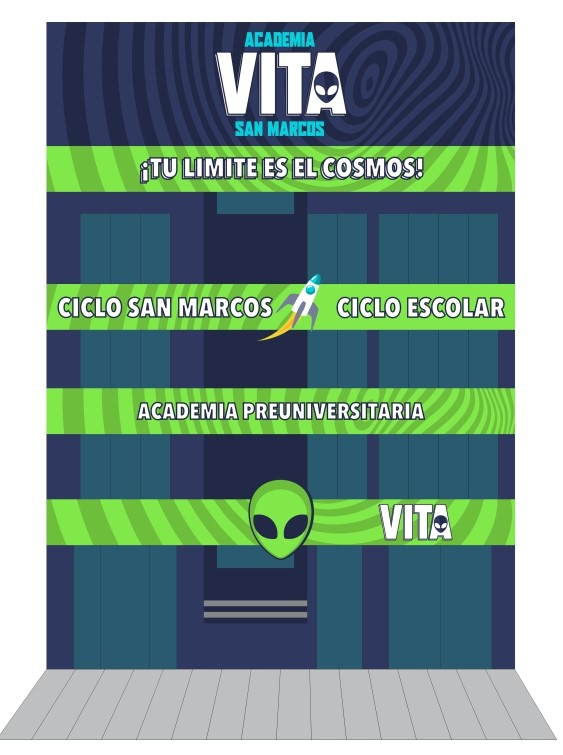 ACADEMIA
VITA
SAN MARCOS
¡TU LIMITE ES EL COSMOS!
CICLO SAN MARCOS CICLO ESCOLAR
ACADEMIA PREUNIVERSITARIA
VITA